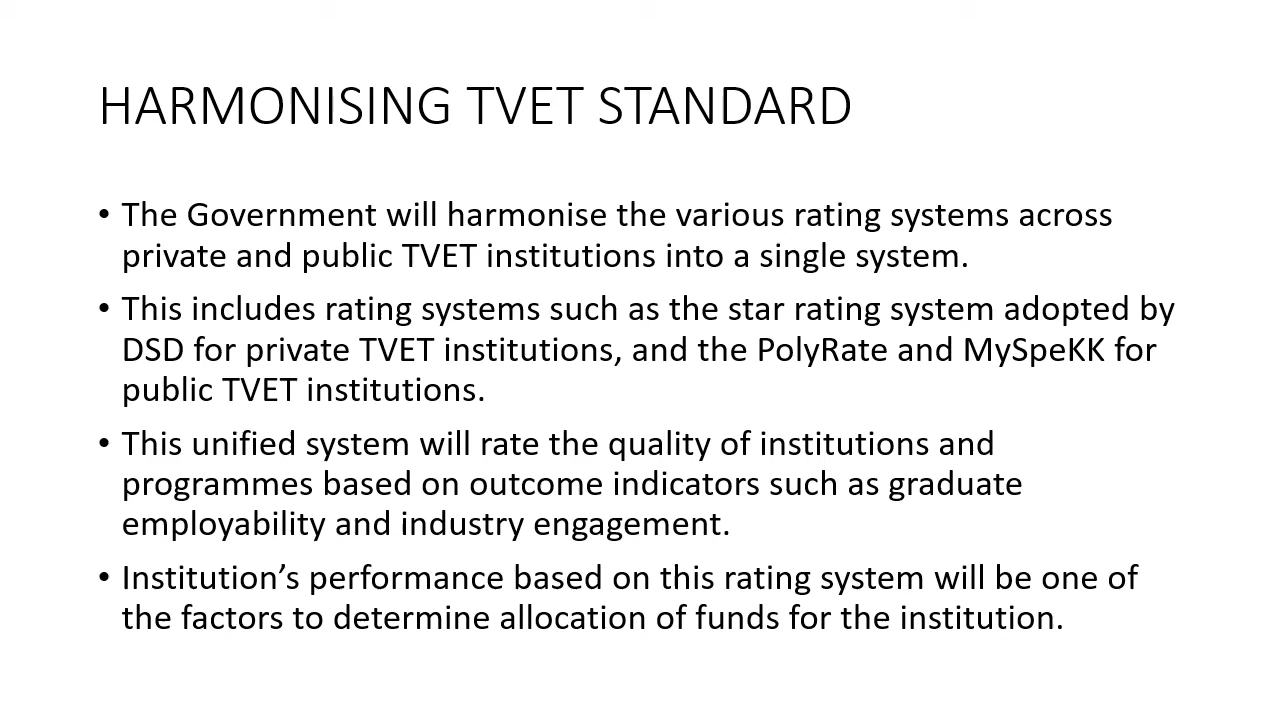 HARMONISING TVET STANDARD
• The Government will harmonise the various rating systems across
private and public TVET institutions into a single system.
• This includes rating systems such as the star rating system adopted by
DSD for private TVET institutions, and the PolyRate and MySpeKK for
public TVET institutions.
• This unified system will rate the quality of institutions and
programmes based on outcome indicators such as graduate
employability and industry engagement.
• Institution’s performance based on this rating system will be one of
the factors to determine allocation of funds for the institution.